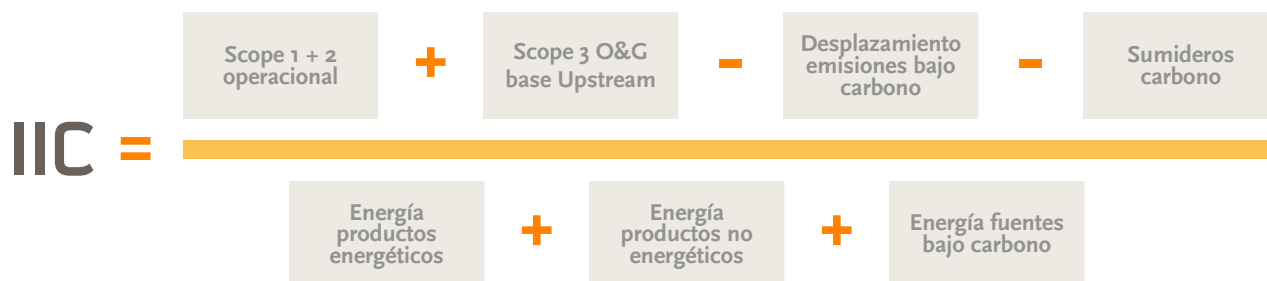 Scope 1 + 2
operacional
+
Scope 3 O&G
base Upstream
-
Desplazamiento
emisiones bajo
carbono
-
Sumideros
carbono
IIC =
Energía
productos
energéticos
+
Energía
productos no
energéticos
+
Energía fuentes
bajo carbono